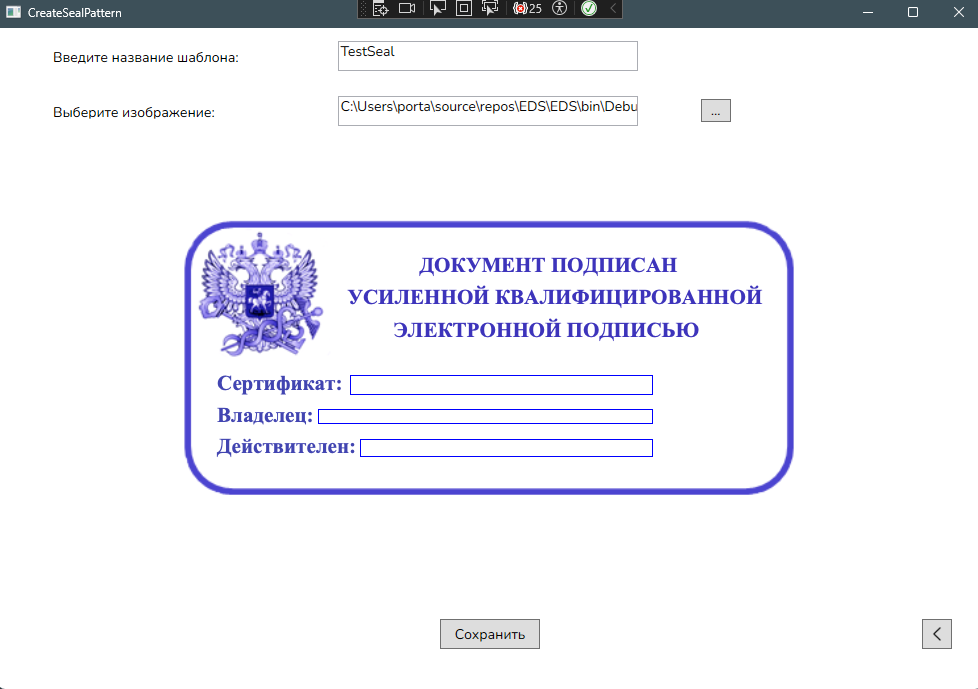 CreateSealPattern
25
Введите название шаблона:
TestSeal
Выберите изображение:
C:\Users\porta\source\repos\EDS\EDS\bin\Debu
...
ДОКУМЕНТ ПОДПИСАН
УСИЛЕННОЙ КВАЛИФИЦИРОВАННОЙ
ЭЛЕКТРОННОЙ ПОДПИСЬЮ
Сертификат:
Владелец:
Действителен:
Сохранить